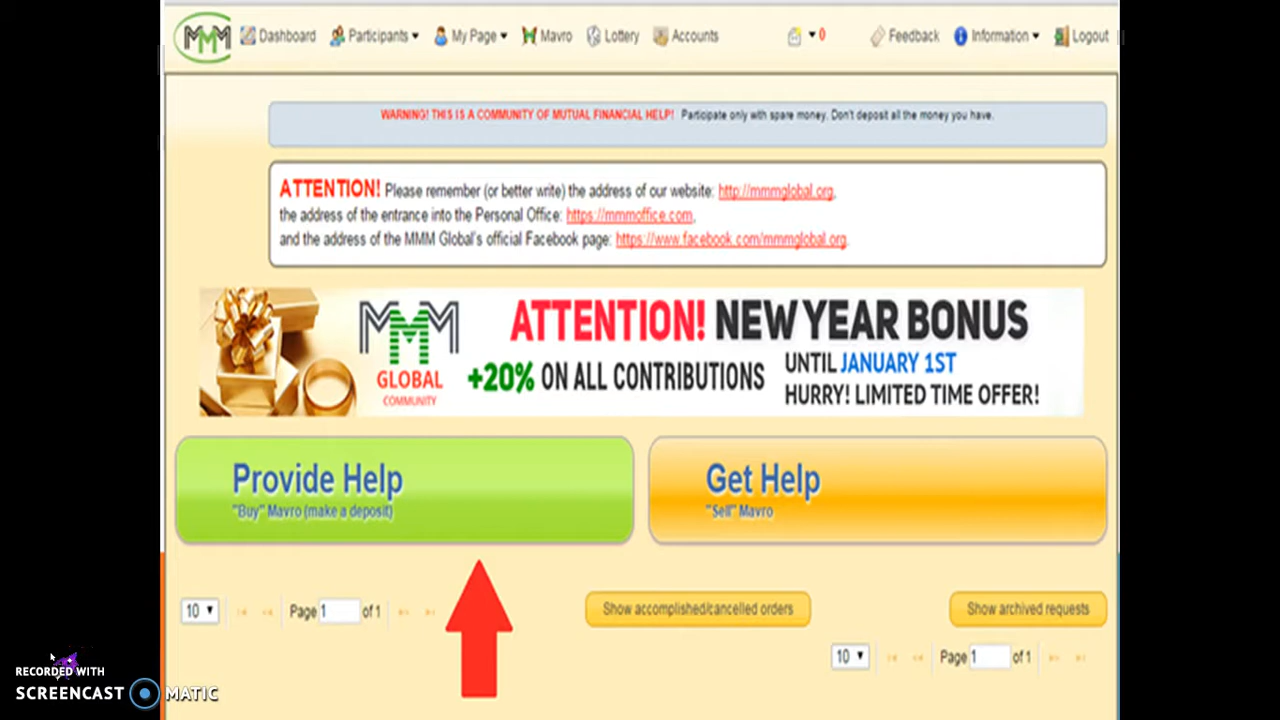 MMM Dashboard Participants My Page Mavro Lottery Accounts 0 Feedback Information Logout
WARNING! THIS IS A COMMUNITY OF MUTUAL FINANCIAL HELP! Participate only with spare money. Don't deposit all the money you have.
ATTENTION! Please remember (or better write) the address of our website: http://mmmglobal.org,
the address of the entrance into the Personal Office: https://mmmoffice.com,
and the address of the MMM Global's official Facebook page: https://www.facebook.com/mmmglobal.org.
MMM
GLOBAL
COMMUNITY
ATTENTION! NEW YEAR BONUS
+20% ON ALL CONTRIBUTIONS
UNTIL JANUARY 1ST
HURRY! LIMITED TIME OFFER!
Provide Help
"Buy" Mavro (make a deposit)
Get Help
"Sell" Mavro
10 Page 1 of 1
Show accomplished/cancelled orders
Show archived requests
10 Page 1 of 1
RECORDED WITH
SCREENCAST MATIC